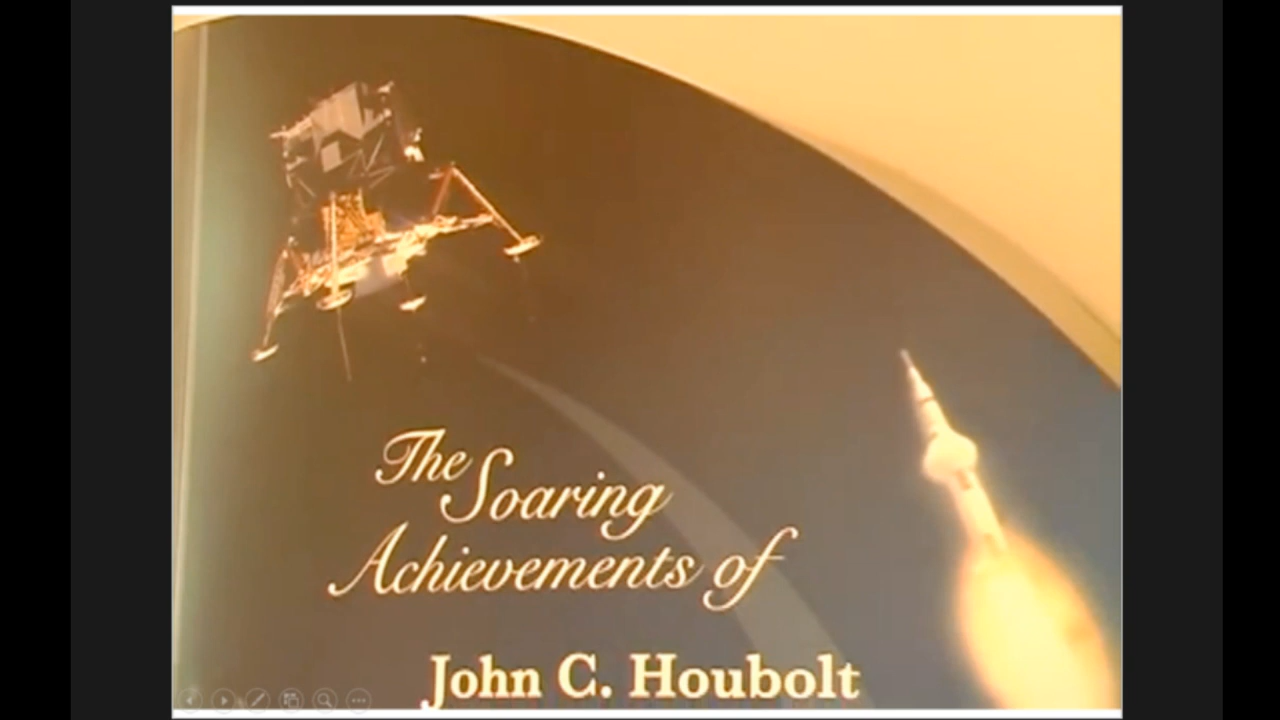 The
Soaring
Achievements of
John C. Houbolt